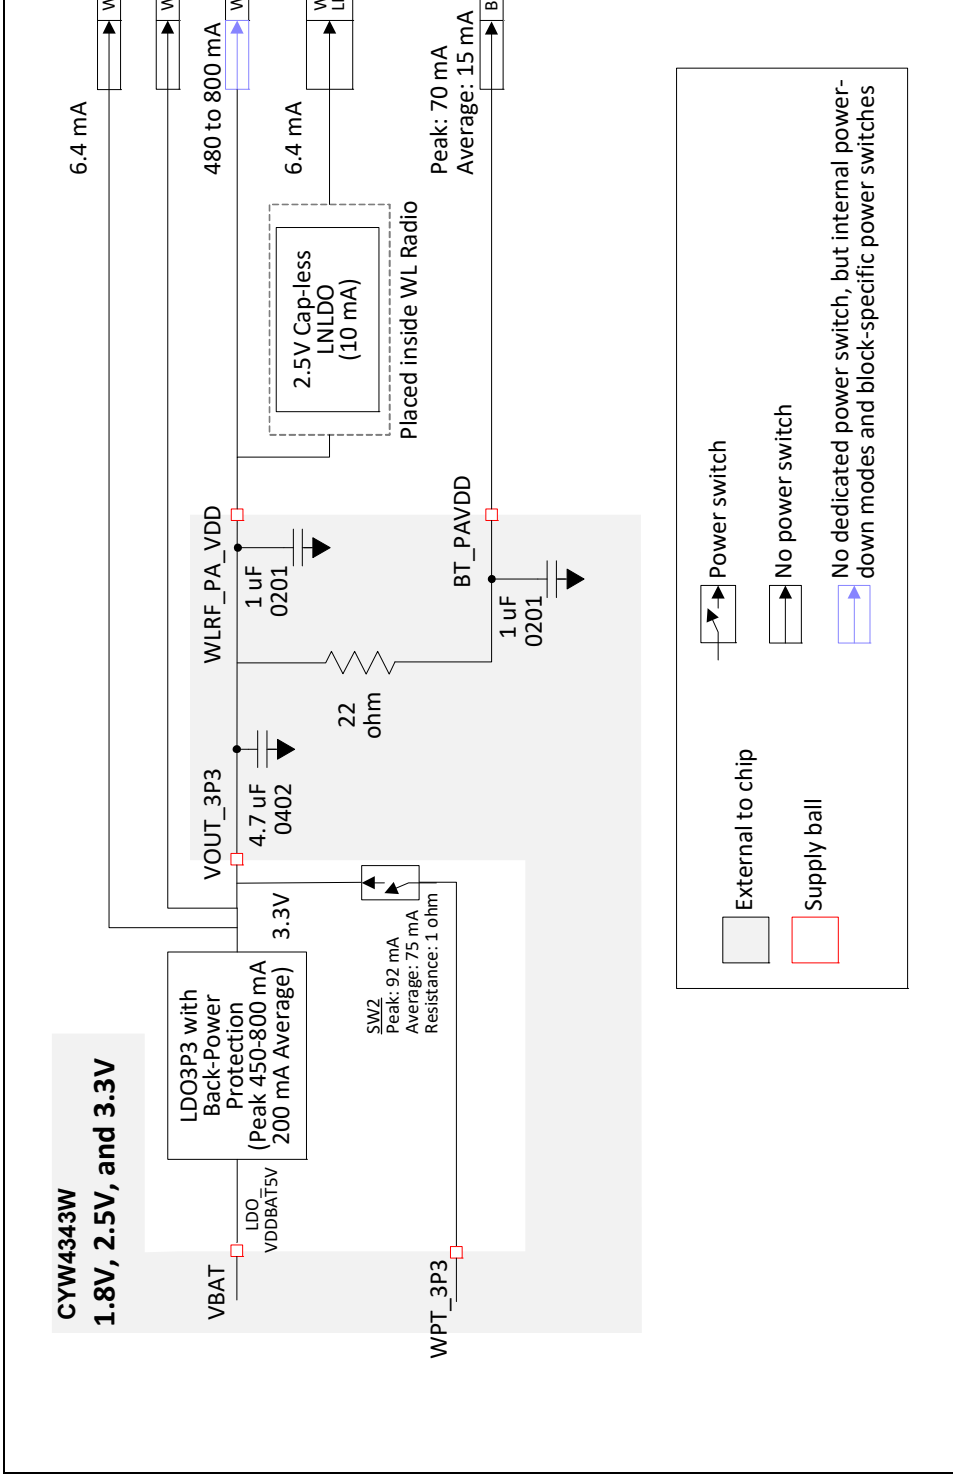 CYW4343W
1.8V, 2.5V, and 3.3V
VBAT
LDO_
VDDBAT5V
WPT_3P3
LDO3P3 with
Back-Power
Protection
(Peak 450-800 mA
200 mA Average)
3.3V
SW2
Peak: 92 mA
Average: 75 mA
Resistance: 1 ohm
VOUT_3P3
4.7 uF
0402
22
ohm
WLRF_PA_VDD
1 uF
0201
BT_PAVDD
1 uF
0201
2.5V Cap-less
LNLDO
(10 mA)
Placed inside WL Radio
6.4 mA
480 to 800 mA
6.4 mA
Peak: 70 mA
Average: 15 mA
W
W
W
W
B
External to chip
Supply ball
Power switch
No power switch
No dedicated power switch, but internal power-
down modes and block-specific power switches